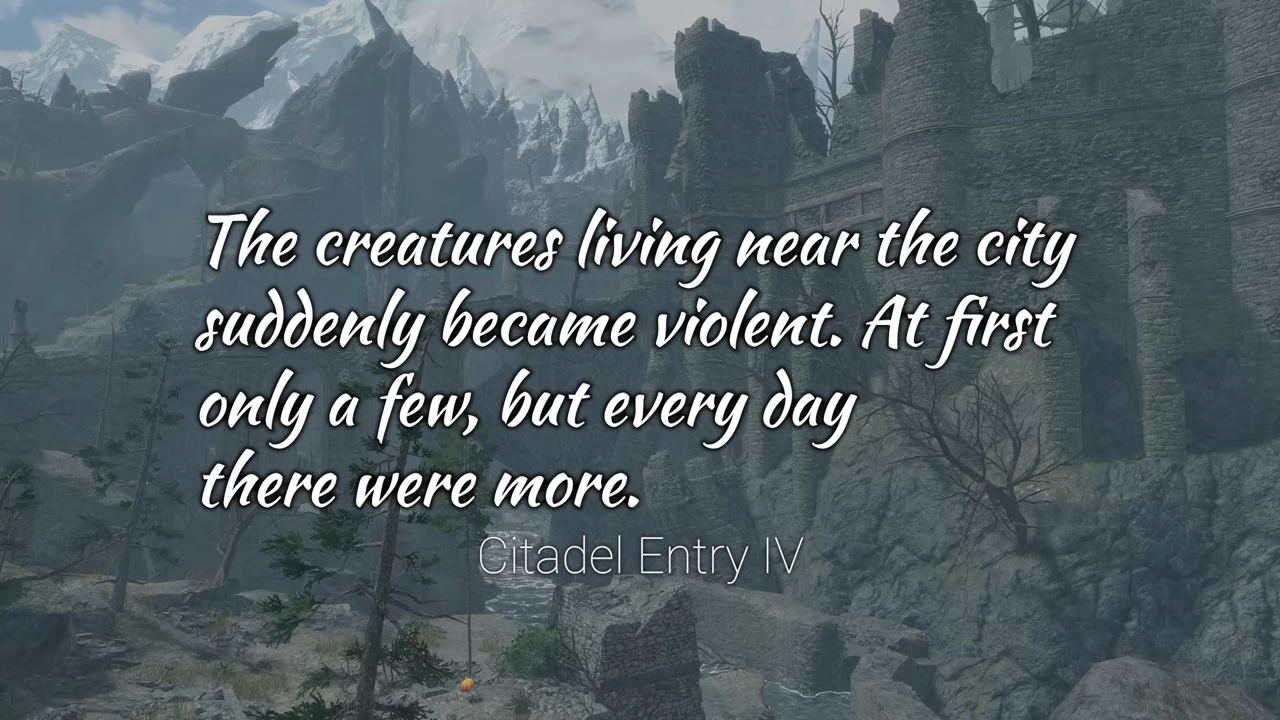 The creatures living near the city
suddenly became violent. At first
only a few, but every day
there were more.
Citadel Entry IV